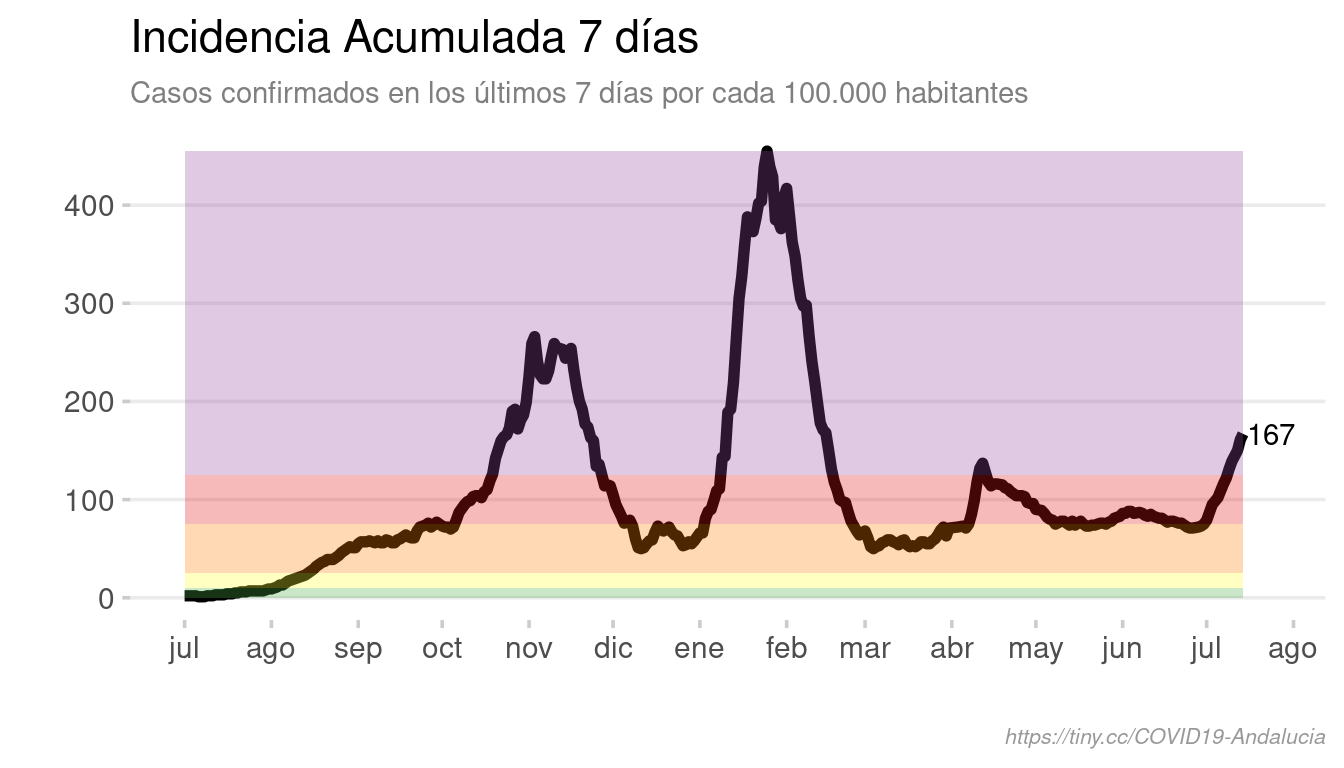 Incidencia Acumulada 7 días
Casos confirmados en los últimos 7 días por cada 100.000 habitantes
400
300
200
100
0
167
jul ago sep oct nov dic ene feb mar abr may jun jul ago
https://tiny.cc/COVID19-Andalucia